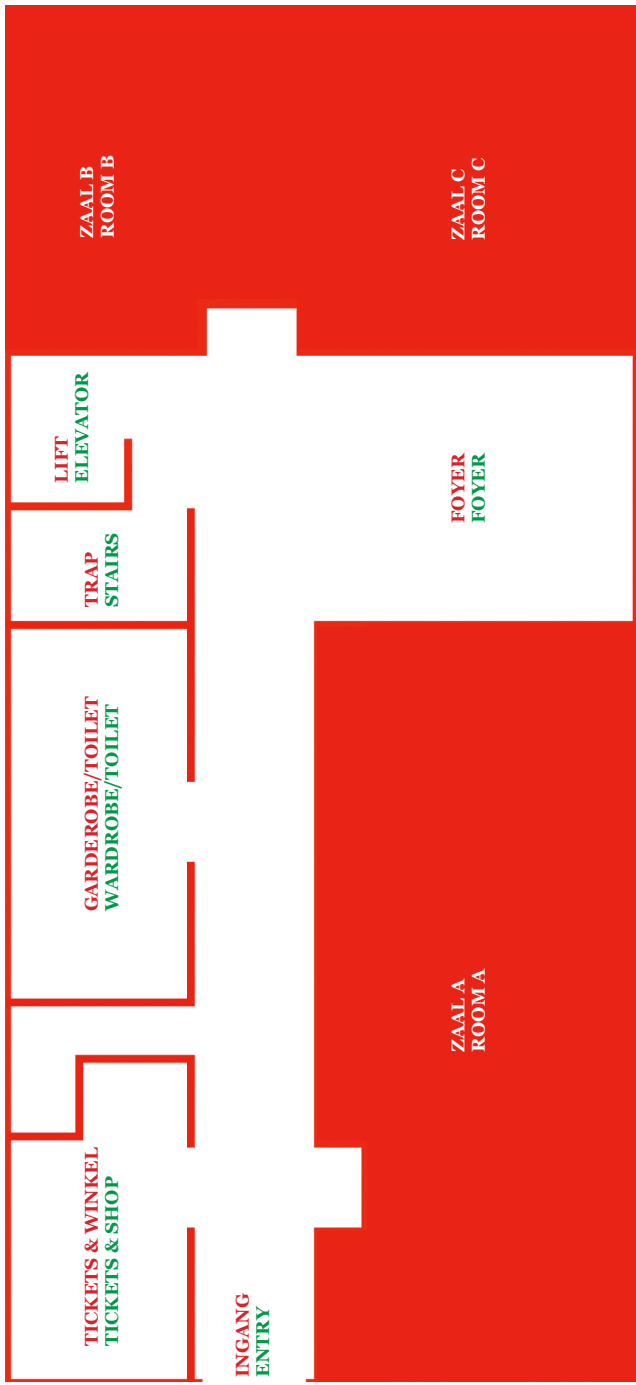 ZAAL B
ROOM B
ZAAL C
ROOM C
LIFT
ELEVATOR
FOYER
FOYER
TRAP
STAIRS
GARDEROBE/TOILET
WARDROBE/TOILET
ZAAL A
ROOM A
TICKETS & WINKEL
TICKETS & SHOP
INGANG
ENTRY